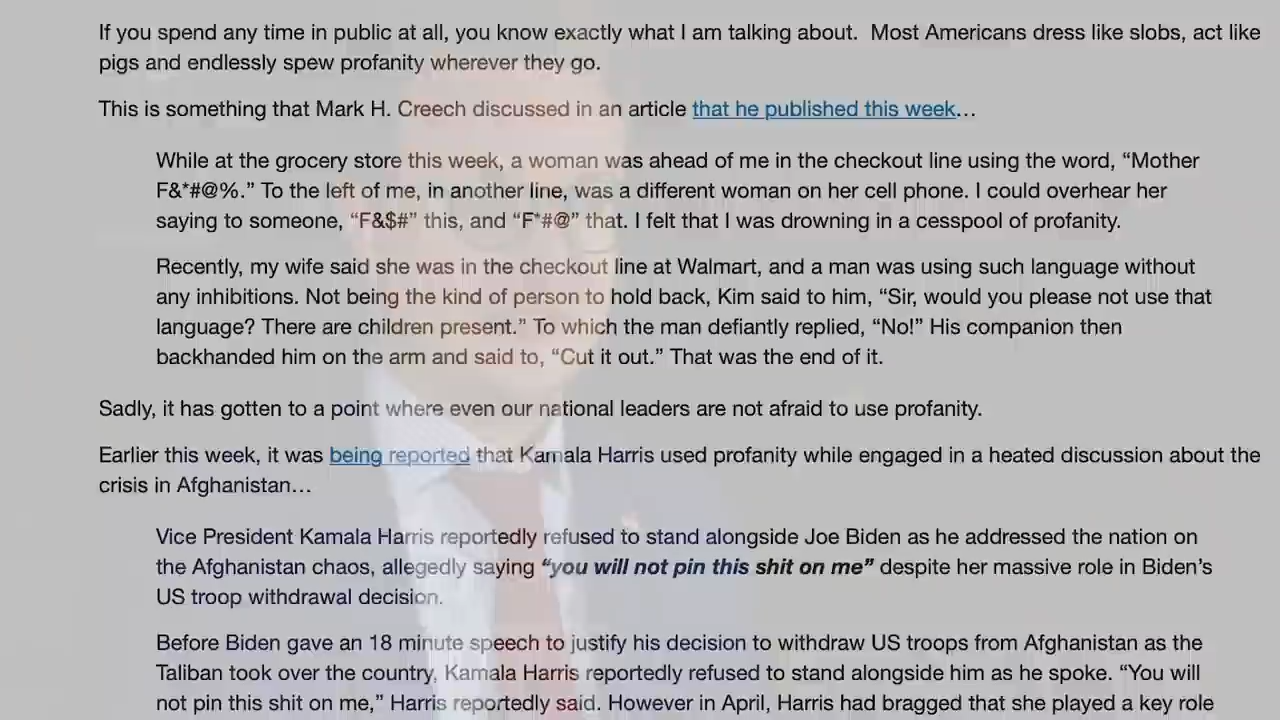 If you spend any time in public at all, you know exactly what I am talking about.  Most Americans dress like slobs, act like
pigs and endlessly spew profanity wherever they go.
This is something that Mark H. Creech discussed in an article that he published this week…
While at the grocery store this week, a woman was ahead of me in the checkout line using the word, “Mother
F&*#@%.” To the left of me, in another line, was a different woman on her cell phone. I could overhear her
saying to someone, “F&$#” this, and “F*#@” that. I felt that I was drowning in a cesspool of profanity.
Recently, my wife said she was in the checkout line at Walmart, and a man was using such language without
any inhibitions. Not being the kind of person to hold back, Kim said to him, “Sir, would you please not use that
language? There are children present.” To which the man defiantly replied, “No!” His companion then
backhanded him on the arm and said to, “Cut it out.” That was the end of it.
Sadly, it has gotten to a point where even our national leaders are not afraid to use profanity.
Earlier this week, it was being reported that Kamala Harris used profanity while engaged in a heated discussion about the
crisis in Afghanistan…
Vice President Kamala Harris reportedly refused to stand alongside Joe Biden as he addressed the nation on
the Afghanistan chaos, allegedly saying “you will not pin this shit on me” despite her massive role in Biden’s
US troop withdrawal decision.
Before Biden gave an 18 minute speech to justify his decision to withdraw US troops from Afghanistan as the
Taliban took over the country, Kamala Harris reportedly refused to stand alongside him as he spoke. “You will
not pin this shit on me,” Harris reportedly said. However in April, Harris had bragged that she played a key role